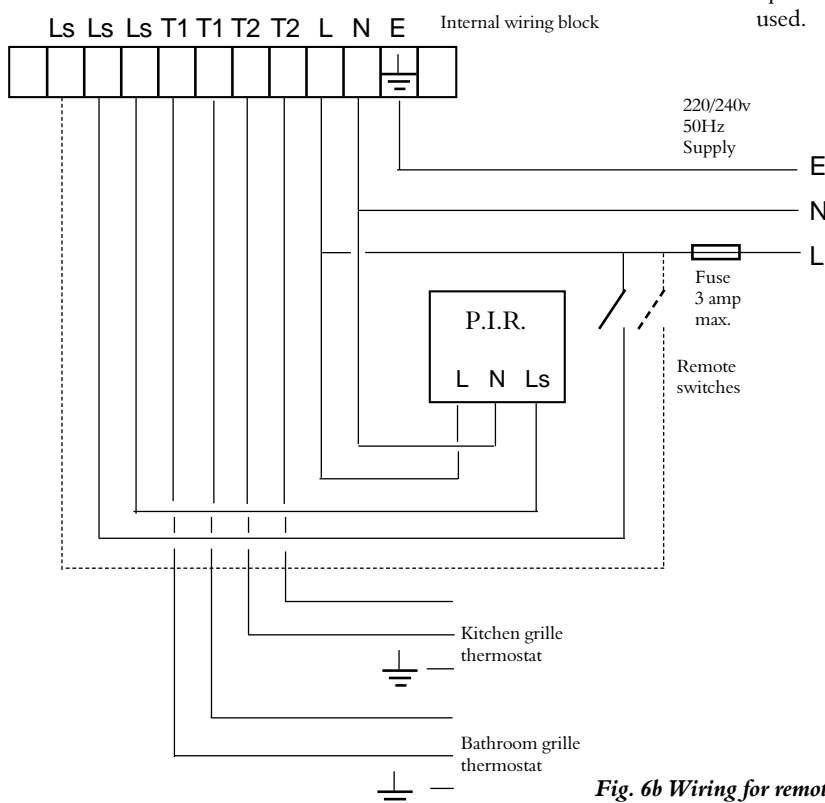 used.
Ls Ls Ls T1 T1 T2 T2 L N E
Internal wiring block
220/240v
50Hz
Supply
E
N
L
Fuse
3 amp
max.
P.I.R.
L N Ls
Remote
switches
Kitchen grille
thermostat
Bathroom grille
thermostat
Fig. 6b Wiring for remot